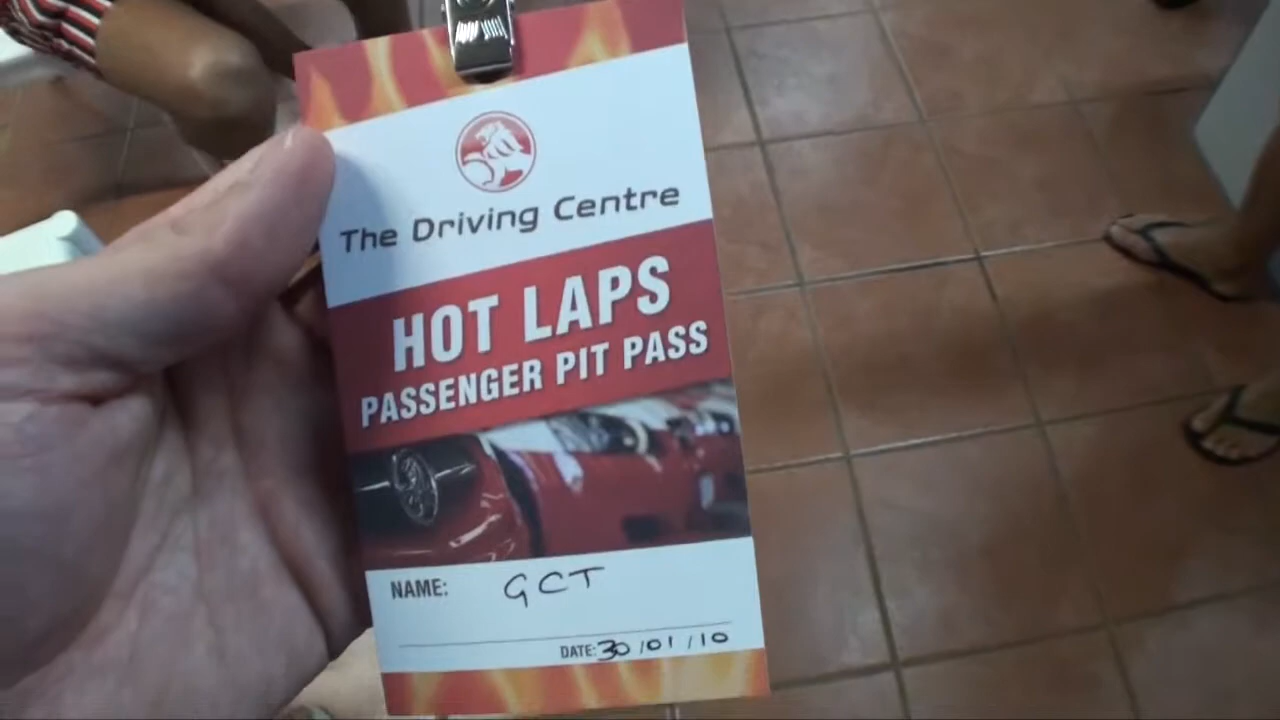 The Driving Centre
HOT LAPS
PASSENGER PIT PASS
NAME: GCT
DATE: 30/01/10